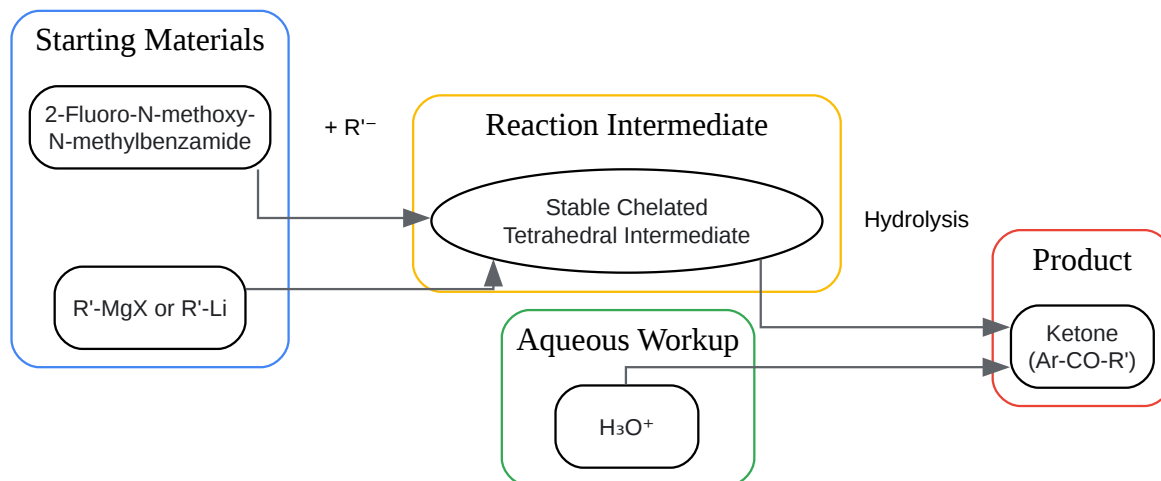 Starting Materials
2-Fluoro-N-methoxy-
N-methylbenzamide
R'-MgX or R'-Li
+ R'⁻
Reaction Intermediate
Stable Chelated
Tetrahedral Intermediate
Aqueous Workup
H₃O⁺
Hydrolysis
Product
Ketone
(Ar-CO-R')